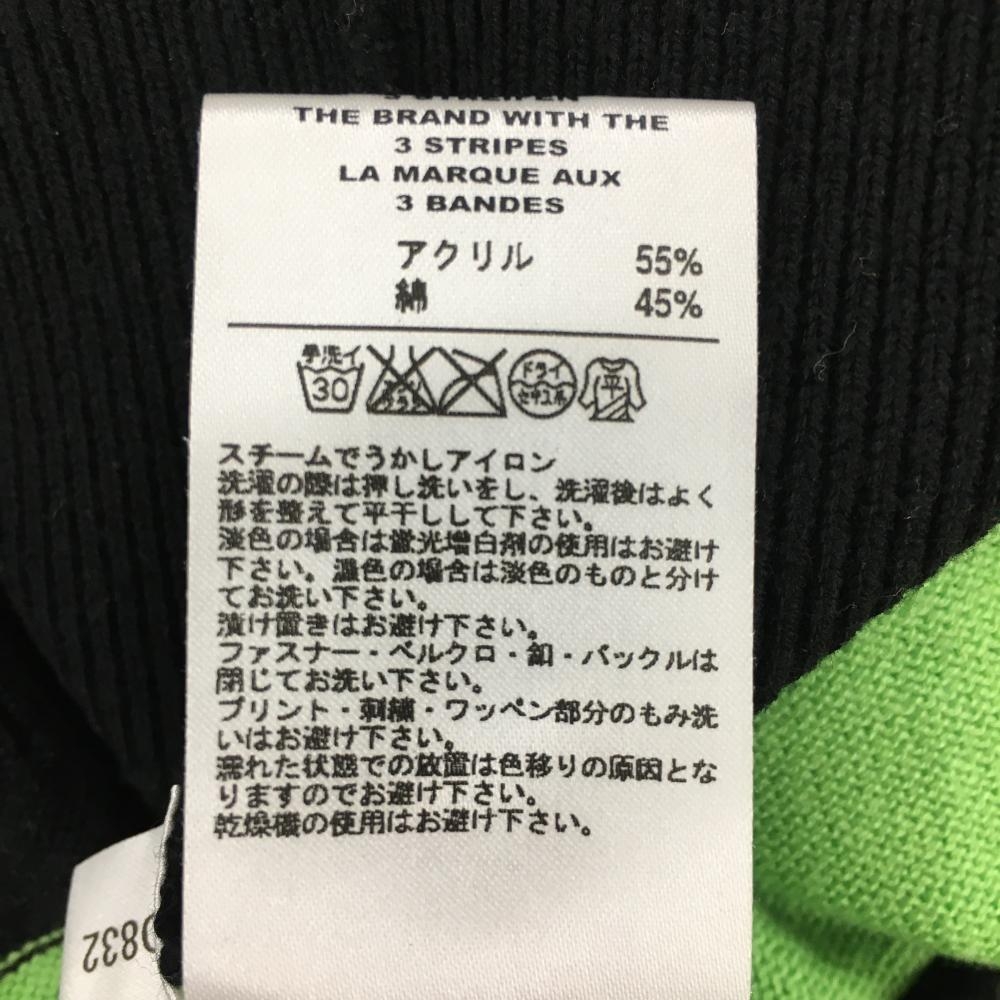 THE BRAND WITH THE
3 STRIPES
LA MARQUE AUX
3 BANDES
アクリル 55%
綿 45%
手洗イ 30 ドライ セキユ系 平
スチームでうかしアイロン
洗濯の際は押し洗いをし、洗濯後はよく
形を整えて平干しして下さい。
淡色の場合は蛍光増白剤の使用はお避け
下さい。濃色の場合は淡色のものと分け
てお洗い下さい。
漬け置きはお避け下さい。
ファスナー・ベルクロ・釦・バックルは
閉じてお洗い下さい。
プリント・刺繍・ワッペン部分のもみ洗
いはお避け下さい。
濡れた状態での放置は色移りの原因とな
りますのでお避け下さい。
乾燥機の使用はお避け下さい。
0832